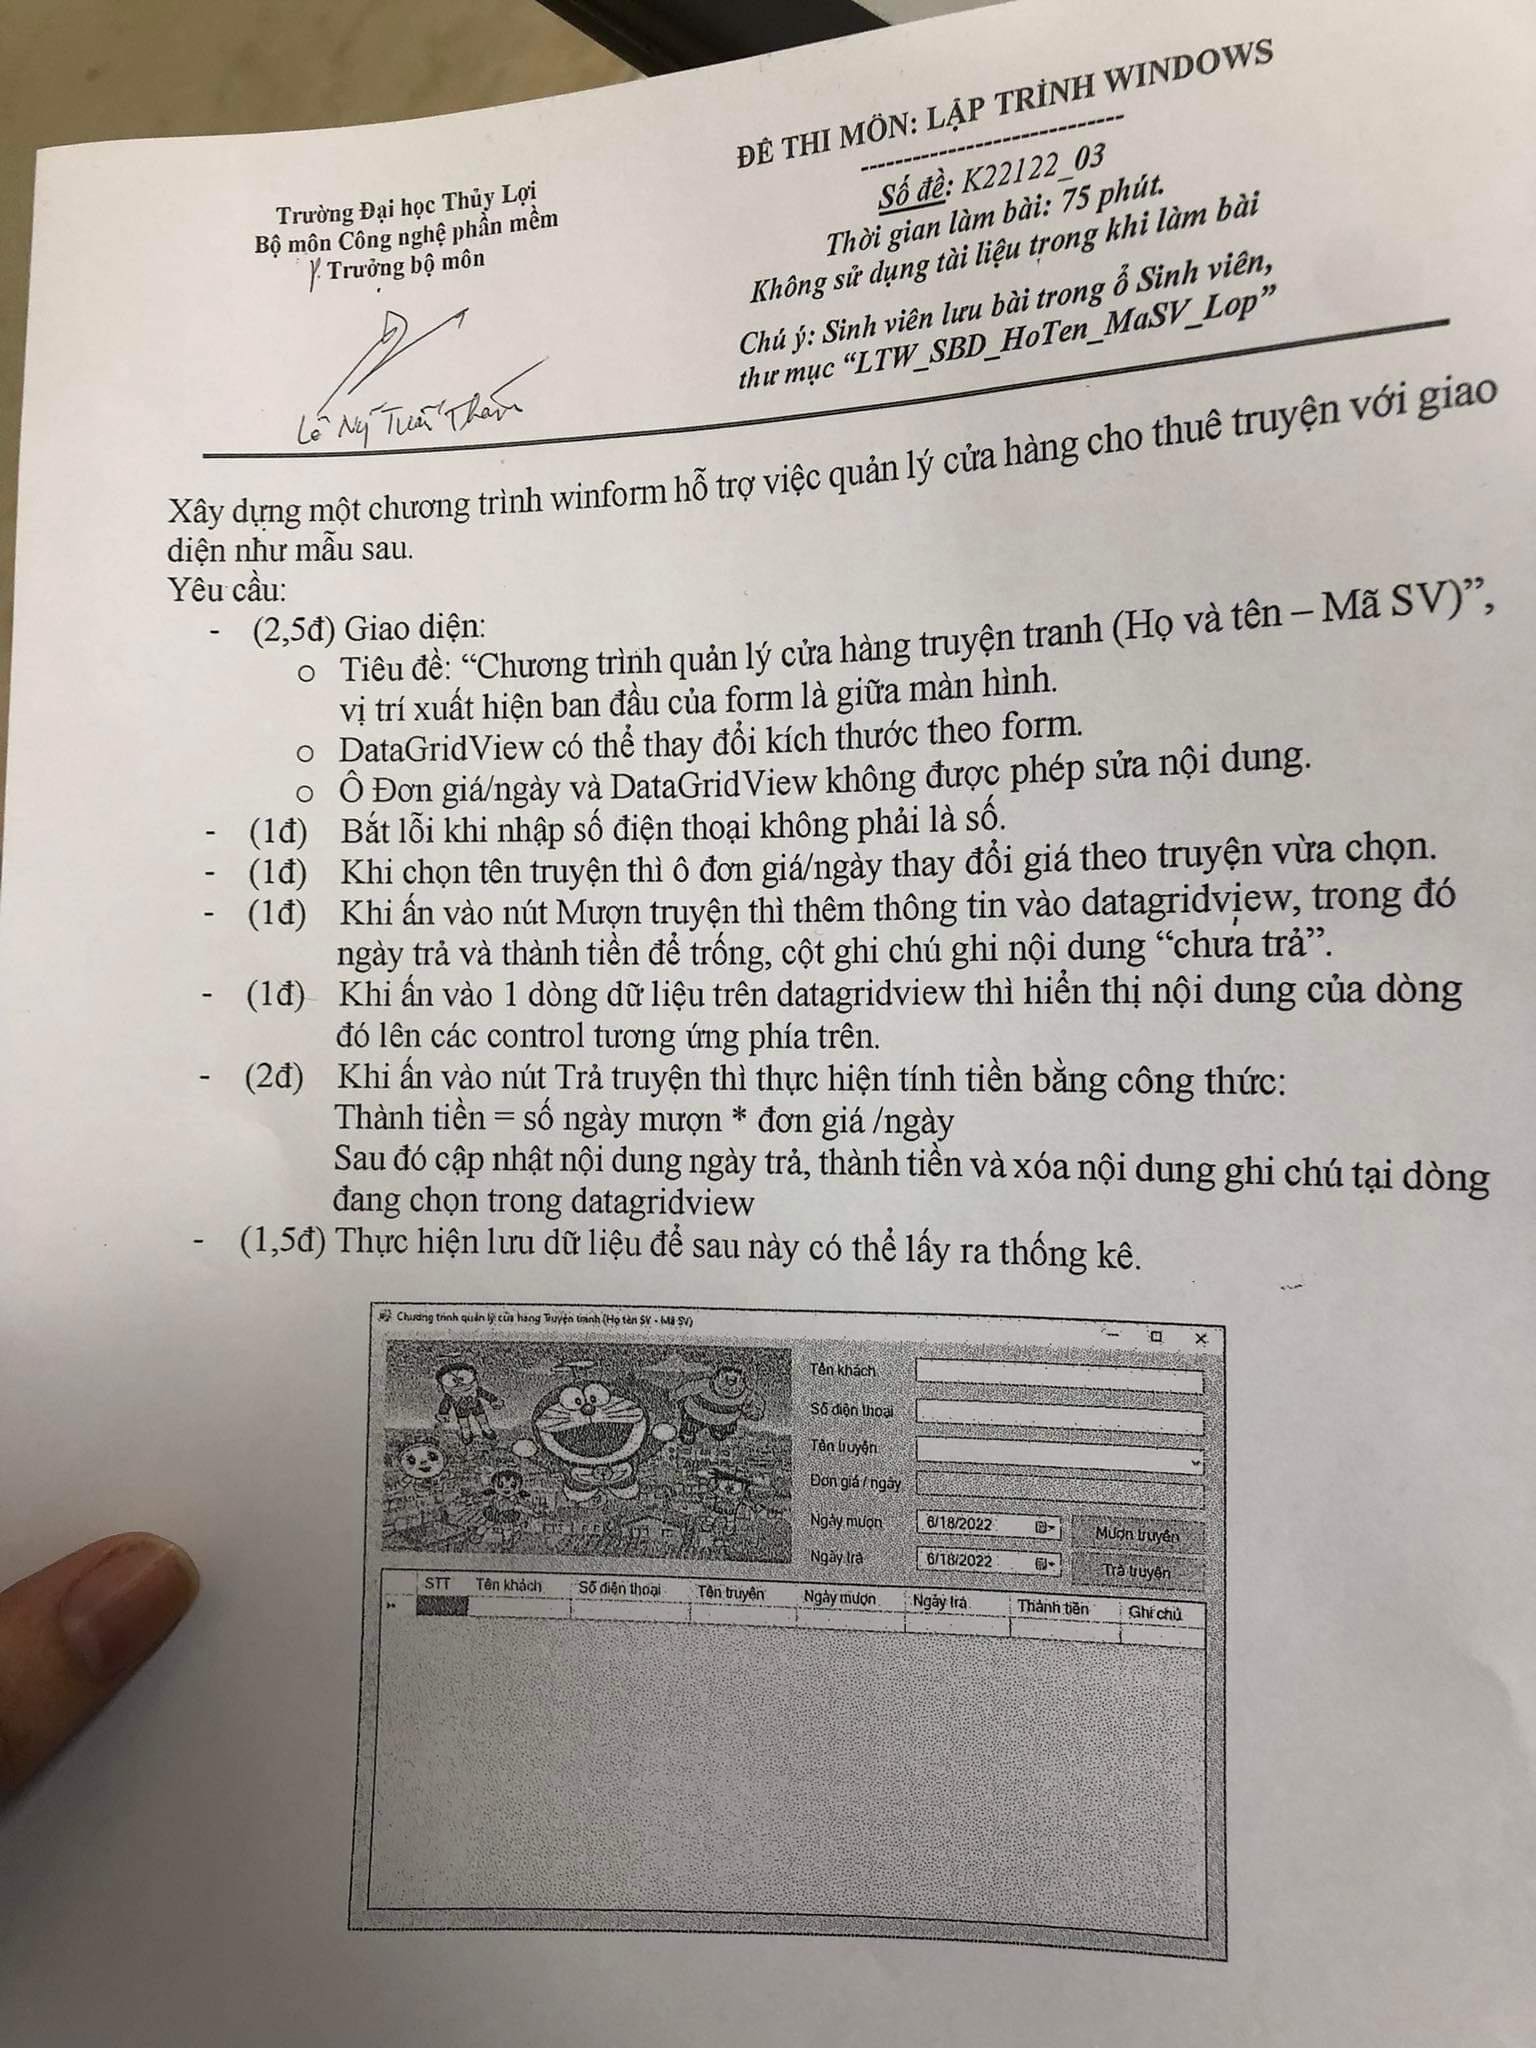 ĐỀ THI MÔN: LẬP TRÌNH WINDOWS
----------------------------
Số đề: K22122_03
Thời gian làm bài: 75 phút.
Không sử dụng tài liệu trong khi làm bài
Chú ý: Sinh viên lưu bài trong ổ Sinh viên,
thư mục “LTW_SBD_HoTen_MaSV_Lop”
Trường Đại học Thủy Lợi
Bộ môn Công nghệ phần mềm
Trưởng bộ môn
Xây dựng một chương trình winform hỗ trợ việc quản lý cửa hàng cho thuê truyện với giao
diện như mẫu sau.
Yêu cầu:
- (2,5đ) Giao diện:
o Tiêu đề: “Chương trình quản lý cửa hàng truyện tranh (Họ và tên – Mã SV)”,
vị trí xuất hiện ban đầu của form là giữa màn hình.
o DataGridView có thể thay đổi kích thước theo form.
o Ô Đơn giá/ngày và DataGridView không được phép sửa nội dung.
- (1đ) Bắt lỗi khi nhập số điện thoại không phải là số.
- (1đ) Khi chọn tên truyện thì ô đơn giá/ngày thay đổi giá theo truyện vừa chọn.
- (1đ) Khi ấn vào nút Mượn truyện thì thêm thông tin vào datagridview, trong đó
ngày trả và thành tiền để trống, cột ghi chú ghi nội dung “chưa trả”.
- (1đ) Khi ấn vào 1 dòng dữ liệu trên datagridview thì hiển thị nội dung của dòng
đó lên các control tương ứng phía trên.
- (2đ) Khi ấn vào nút Trả truyện thì thực hiện tính tiền bằng công thức:
Thành tiền = số ngày mượn * đơn giá /ngày
Sau đó cập nhật nội dung ngày trả, thành tiền và xóa nội dung ghi chú tại dòng
đang chọn trong datagridview
- (1,5đ) Thực hiện lưu dữ liệu để sau này có thể lấy ra thống kê.
Chương trình quản lý cửa hàng Truyện tranh (Họ tên SV - Mã SV)
Tên khách
Số điện thoại
Tên truyện
Đơn giá / ngày
Ngày mượn 6/18/2022 Mượn truyện
Ngày trả 6/18/2022 Trả truyện
STT Tên khách Số điện thoại Tên truyện Ngày mượn Ngày trả Thành tiền Ghi chú